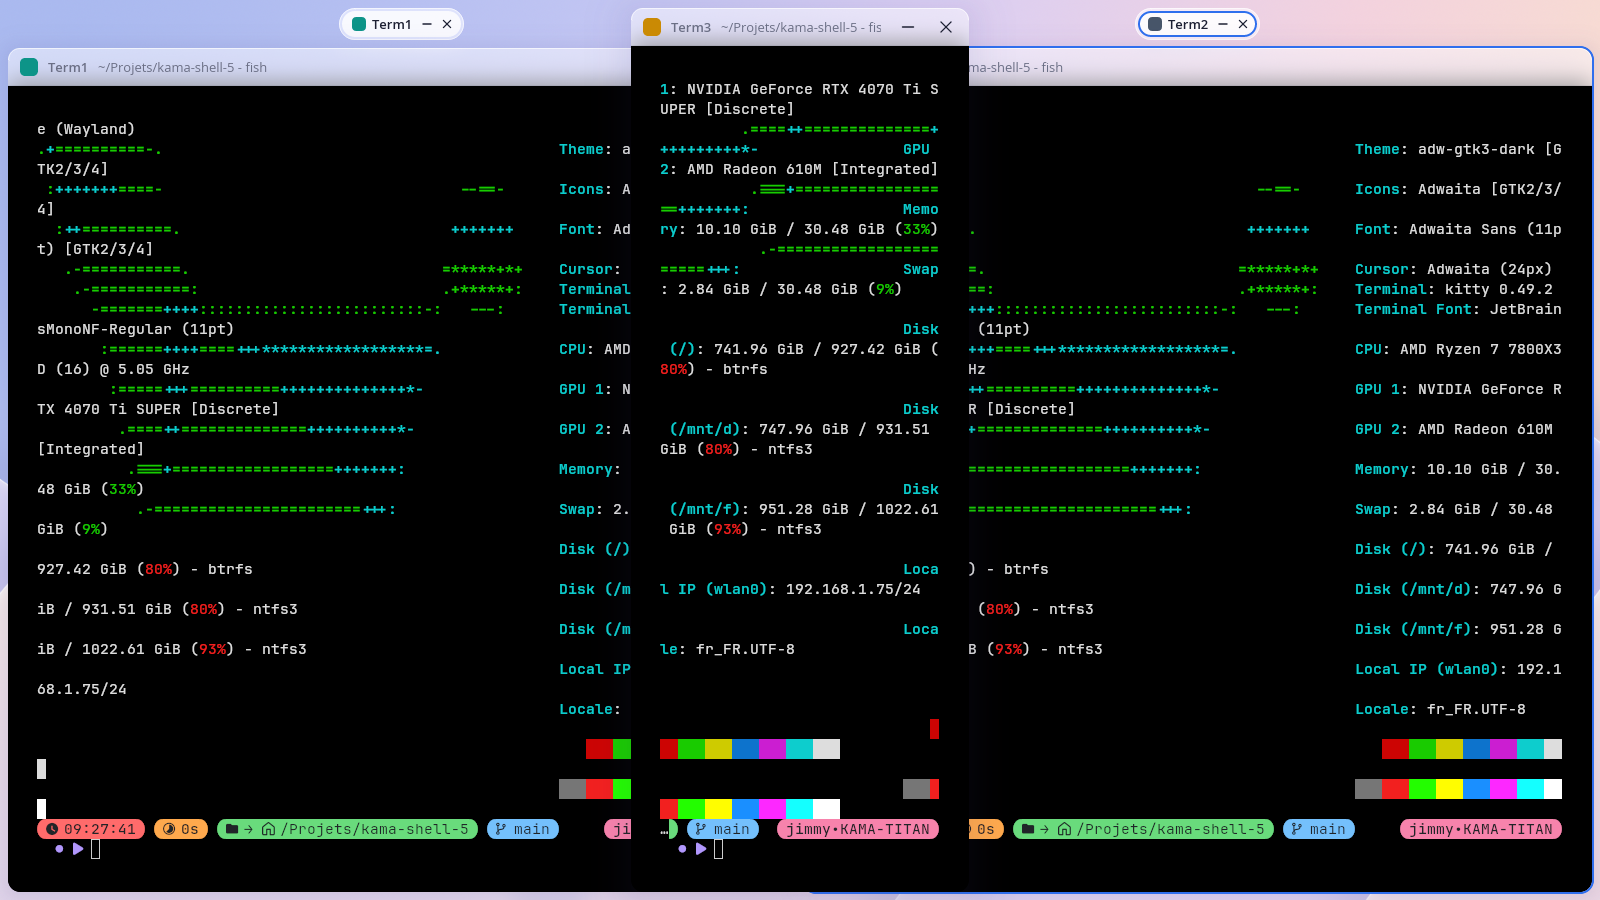 Term1
Term3 ~/Projets/kama-shell-5 - fis
Term2
Term1 ~/Projets/kama-shell-5 - fish
ma-shell-5 - fish
e (Wayland)
.+==========-.
Theme: a
TK2/3/4]
:+++++++====-
--==-
Icons: A
4]
:++==========.
+++++++
Font: Ad
t) [GTK2/3/4]
.-===========.
=*****+*+
Cursor:
.-===========:
.+*****+:
Terminal
-=======++++:::::::::::::::::::::::::-:
---:
Terminal
sMonoNF-Regular (11pt)
:======++++====+++******************=.
CPU: AMD
D (16) @ 5.05 GHz
:=====+++==========++++++++++++++*-
GPU 1: N
TX 4070 Ti SUPER [Discrete]
.====++==============++++++++++*-
GPU 2: A
[Integrated]
.===+==================+++++++:
Memory:
48 GiB (33%)
.-=======================+++:
Swap: 2.
GiB (9%)
Disk (/)
927.42 GiB (80%) - btrfs
Disk (/m
iB / 931.51 GiB (80%) - ntfs3
Disk (/m
iB / 1022.61 GiB (93%) - ntfs3
Local IP
68.1.75/24
Locale:
09:27:41 0s → /Projets/kama-shell-5 main ji
1: NVIDIA GeForce RTX 4070 Ti S
UPER [Discrete]
.====++==============+
+++++++++*- GPU
2: AMD Radeon 610M [Integrated]
.===+================
==+++++++: Memo
ry: 10.10 GiB / 30.48 GiB (33%)
.-==================
=====+++: Swap
: 2.84 GiB / 30.48 GiB (9%)
Disk
(/): 741.96 GiB / 927.42 GiB (
80%) - btrfs
Disk
(/mnt/d): 747.96 GiB / 931.51
GiB (80%) - ntfs3
Disk
(/mnt/f): 951.28 GiB / 1022.61
GiB (93%) - ntfs3
Loca
l IP (wlan0): 192.168.1.75/24
Loca
le: fr_FR.UTF-8
… main jimmy•KAMA-TITAN
Theme: adw-gtk3-dark [G
--==-
Icons: Adwaita [GTK2/3/
.
+++++++
Font: Adwaita Sans (11p
=.
=*****+*+
Cursor: Adwaita (24px)
==:
.+*****+:
Terminal: kitty 0.49.2
+++:::::::::::::::::::::::::-:
---:
Terminal Font: JetBrain
(11pt)
+++====+++******************=.
CPU: AMD Ryzen 7 7800X3
Hz
++==========++++++++++++++*-
GPU 1: NVIDIA GeForce R
R [Discrete]
+==============++++++++++*-
GPU 2: AMD Radeon 610M
==================+++++++:
Memory: 10.10 GiB / 30.
=====================+++:
Swap: 2.84 GiB / 30.48
Disk (/): 741.96 GiB /
) - btrfs
Disk (/mnt/d): 747.96 G
(80%) - ntfs3
Disk (/mnt/f): 951.28 G
B (93%) - ntfs3
Local IP (wlan0): 192.1
Locale: fr_FR.UTF-8
0s → /Projets/kama-shell-5 main jimmy•KAMA-TITAN